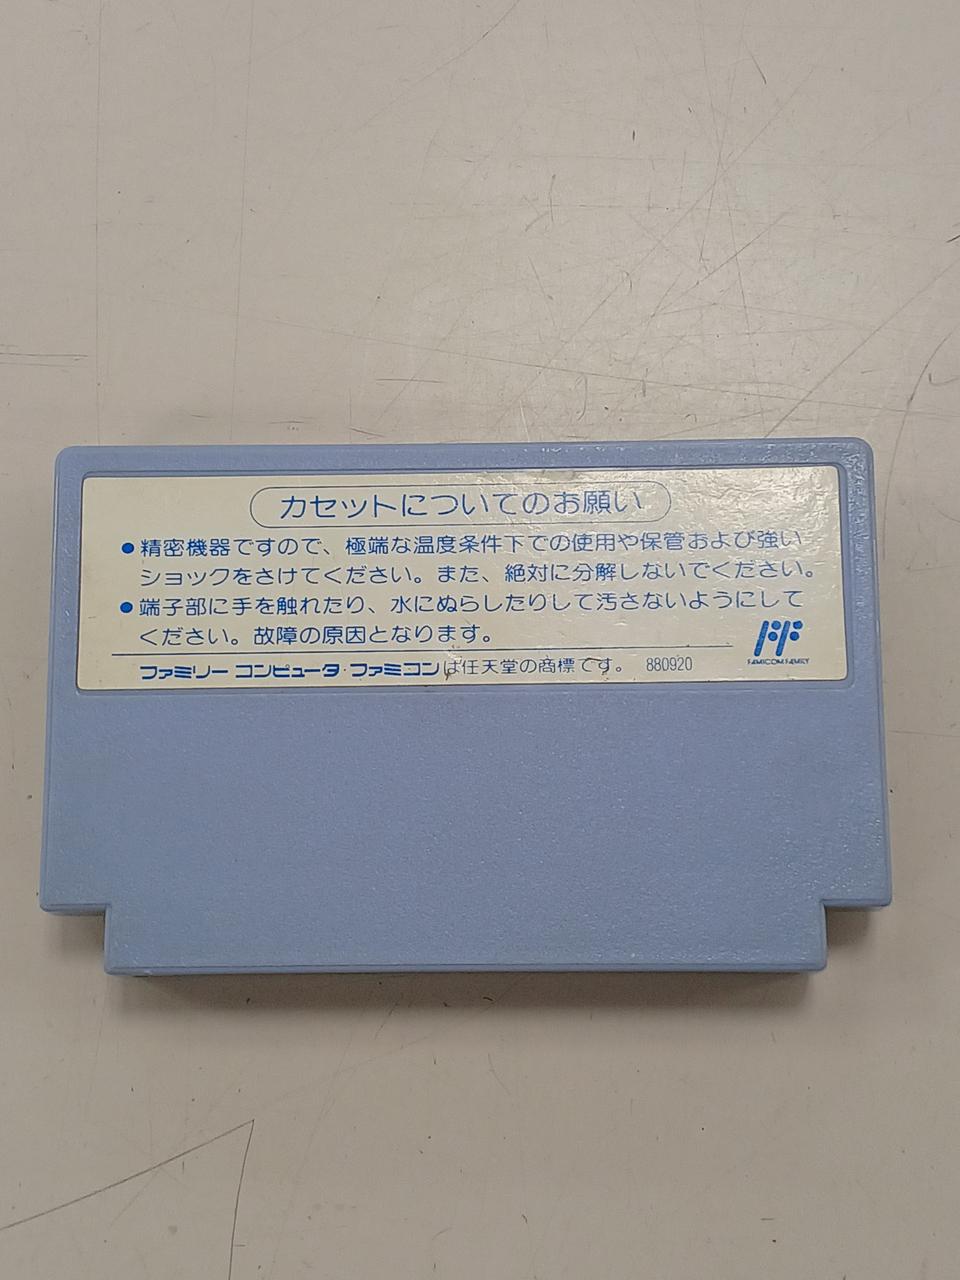 カセットについてのお願い
●精密機器ですので、極端な温度条件下での使用や保管および強い
ショックをさけてください。また、絶対に分解しないでください。
●端子部に手を触れたり、水にぬらしたりして汚さないようにして
ください。故障の原因となります。
FF
FAMICOM FAMILY
ファミリー コンピュータ・ファミコンは任天堂の商標です。 880920